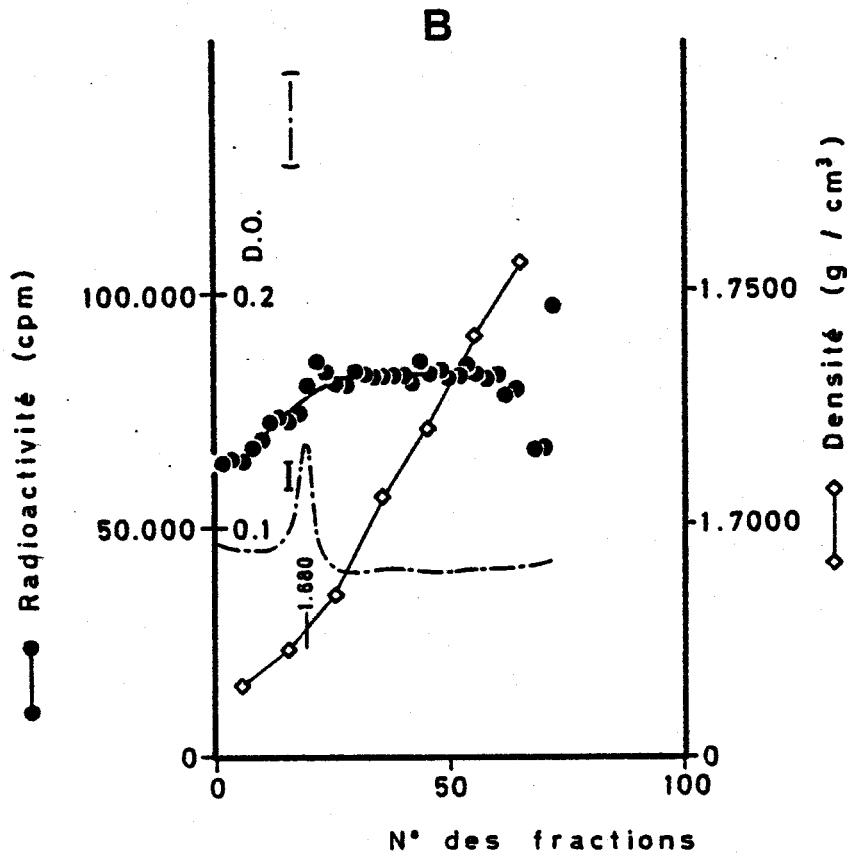 B
Radioactivité (cpm)
D.O.
Densité (g / cm³)
100.000
0.2
1.7500
I
50.000
0.1
1.7000
1.680
0
0
0
50
100
N° des fractions